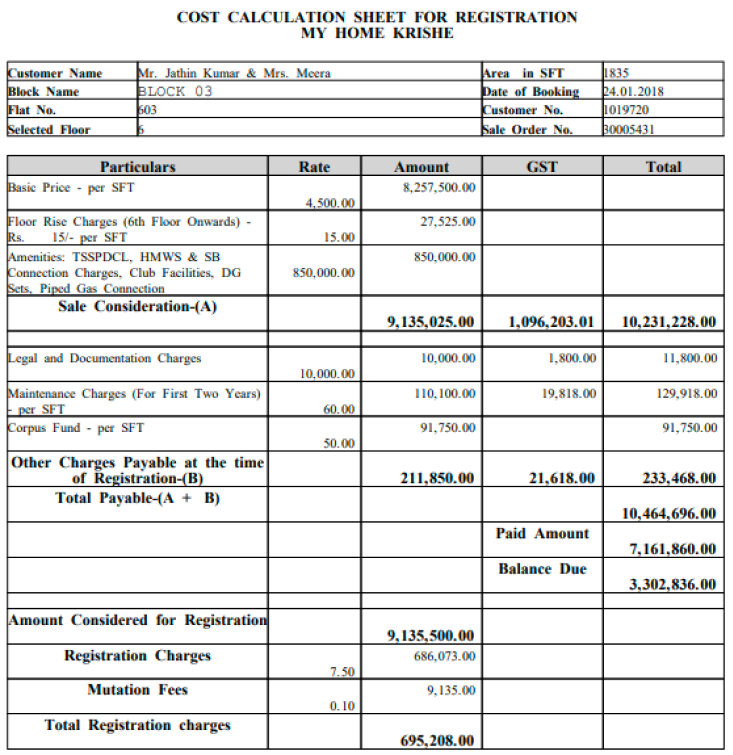 COST CALCULATION SHEET FOR REGISTRATION
MY HOME KRISHE
Customer Name Mr. Jathin Kumar & Mrs. Meera Area in SFT 1835
Block Name BLOCK 03 Date of Booking 24.01.2018
Flat No. 603 Customer No. 1019720
Selected Floor 6 Sale Order No. 30005431
Particulars Rate Amount GST Total
Basic Price - per SFT 8,257,500.00
4,500.00
Floor Rise Charges (6th Floor Onwards) - 27,525.00
Rs. 15/- per SFT 15.00
Amenities: TSSPDCL, HMWS & SB 850,000.00
Connection Charges, Club Facilities, DG 850,000.00
Sets, Piped Gas Connection
Sale Consideration-(A)
9,135,025.00 1,096,203.01 10,231,228.00
Legal and Documentation Charges 10,000.00 1,800.00 11,800.00
10,000.00
Maintenance Charges (For First Two Years) 110,100.00 19,818.00 129,918.00
- per SFT 60.00
Corpus Fund - per SFT 91,750.00 91,750.00
50.00
Other Charges Payable at the time
of Registration-(B) 211,850.00 21,618.00 233,468.00
Total Payable-(A + B)
10,464,696.00
Paid Amount
7,161,860.00
Balance Due
3,302,836.00
Amount Considered for Registration
9,135,500.00
Registration Charges 686,073.00
7.50
Mutation Fees 9,135.00
0.10
Total Registration charges
695,208.00